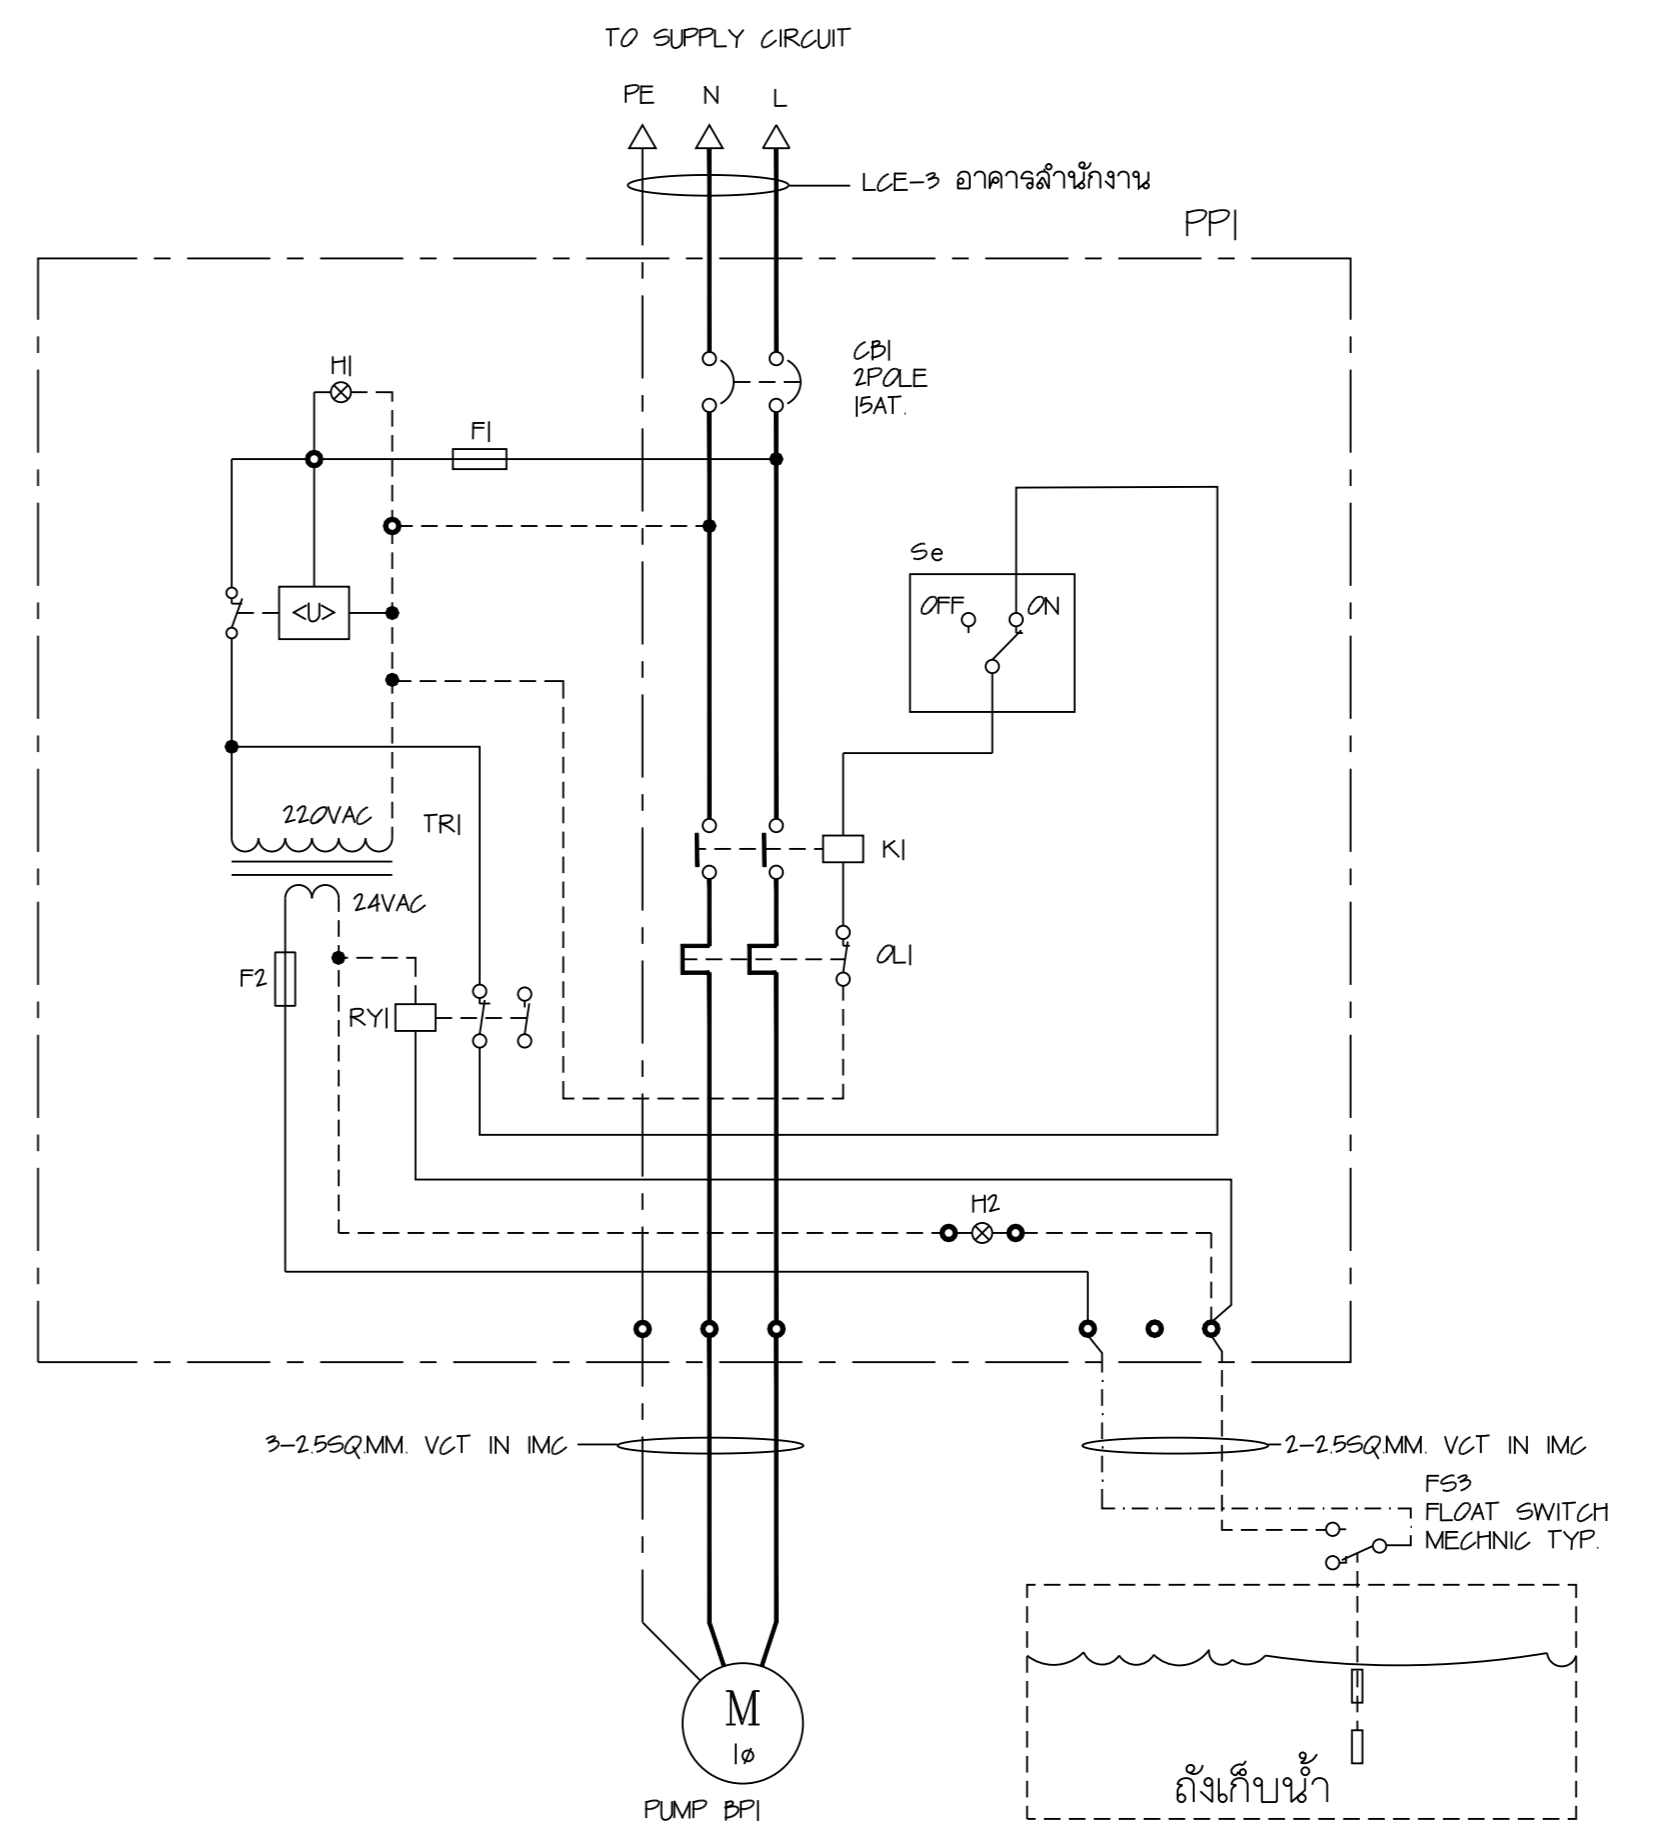 TO SUPPLY CIRCUIT
PE N L
LCE-3 อาคารสำนักงาน
PP1
H1
CB1
2POLE
15AT.
F1
Se
OFF ON
<U>
220VAC
TR1
K1
24VAC
OL1
F2
RY1
H2
3-2.5SQ.MM. VCT IN IMC
2-2.5SQ.MM. VCT IN IMC
FS3
FLOAT SWITCH
MECHNIC TYP.
M
1ø
ถังเก็บน้ำ
PUMP BP1